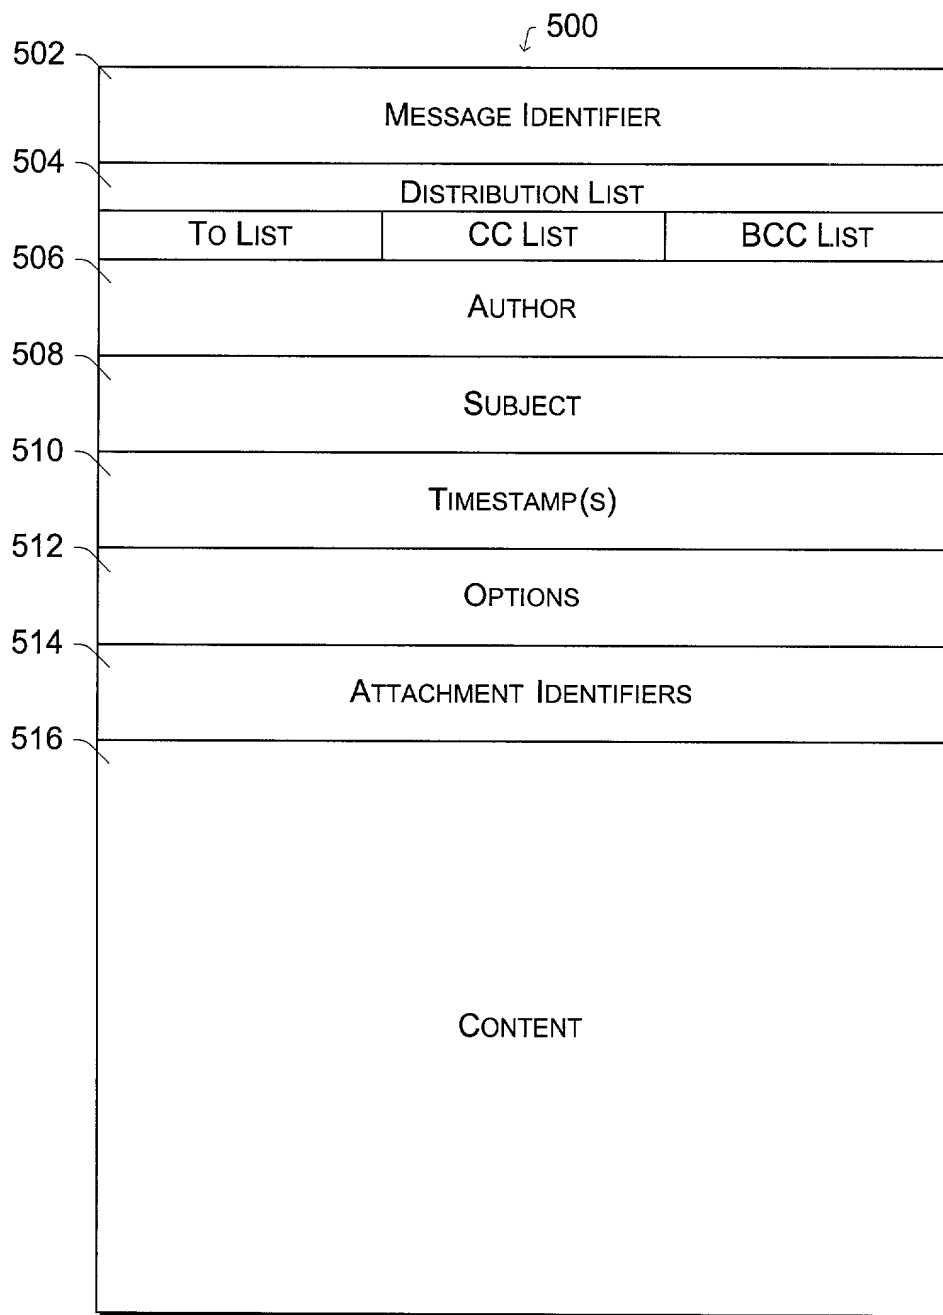 500
502
MESSAGE IDENTIFIER
504
DISTRIBUTION LIST
TO LIST CC LIST BCC LIST
506
AUTHOR
508
SUBJECT
510
TIMESTAMP(S)
512
OPTIONS
514
ATTACHMENT IDENTIFIERS
516
CONTENT